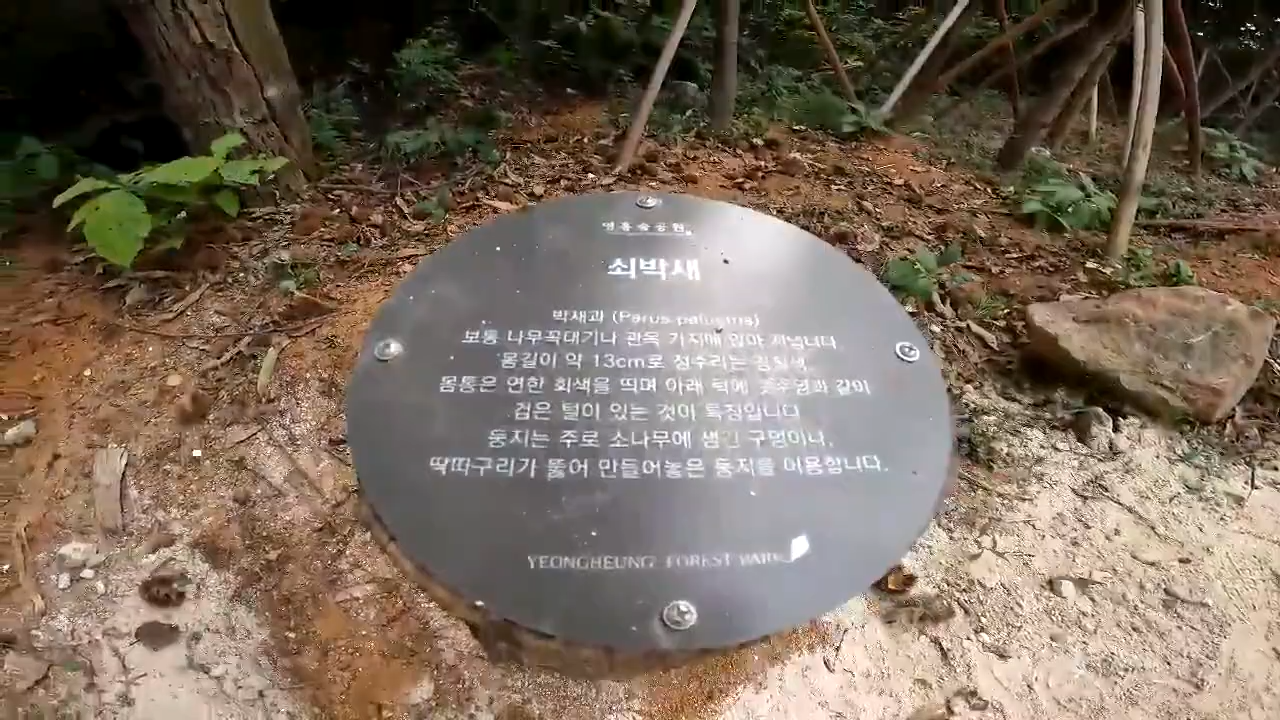 영흥숲공원
쇠박새
박새과 (Parus palustris)
보통 나무꼭대기나 관목 가지에 앉아 지냅니다.
몸길이 약 13cm로 정수리는 검정색,
몸통은 연한 회색을 띄며 아래 턱에 콧수염과 같이
검은 털이 있는 것이 특징입니다
둥지는 주로 소나무에 생긴 구멍이나,
딱따구리가 뚫어 만들어놓은 둥지를 이용합니다.
YEONGHEUNG FOREST PARK